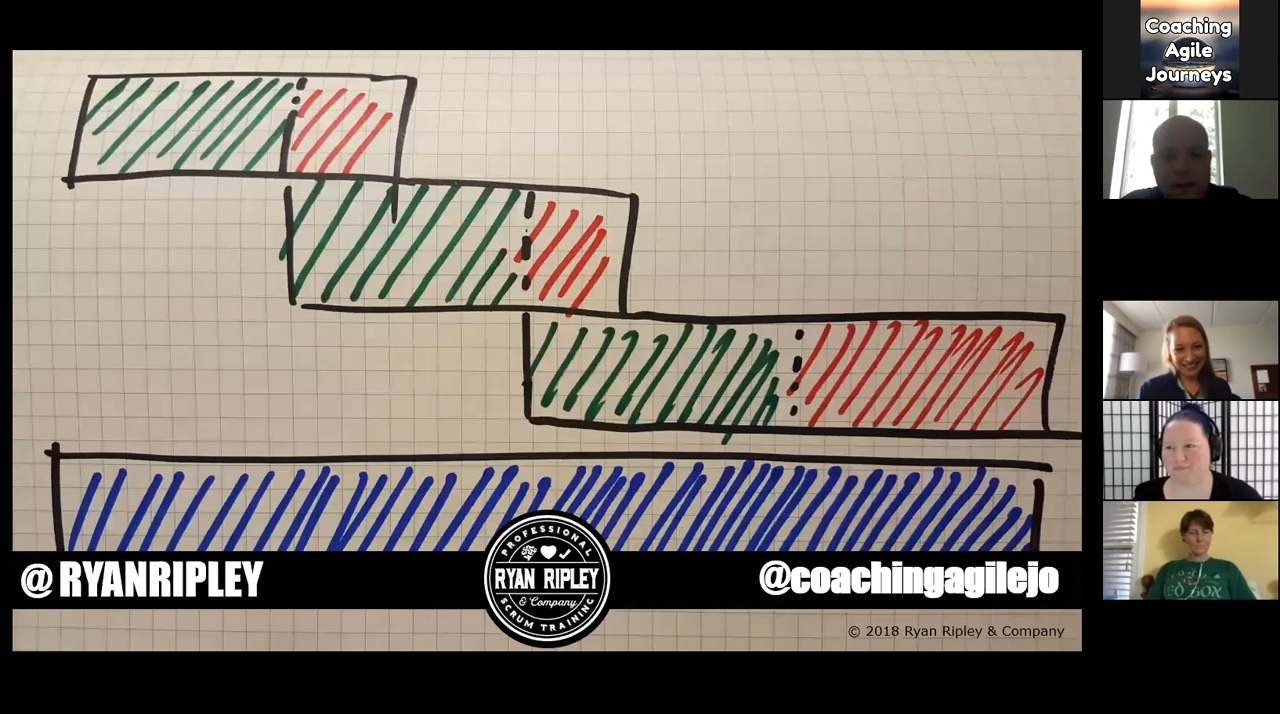 Coaching
Agile
Journeys
@RYANRIPLEY
PROFESSIONAL
RYAN RIPLEY
& Company
SCRUM TRAINING
@coachingagilejo
© 2018 Ryan Ripley & Company